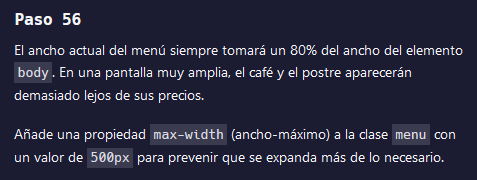 Paso 56
El ancho actual del menú siempre tomará un 80% del ancho del elemento
body. En una pantalla muy amplia, el café y el postre aparecerán
demasiado lejos de sus precios.
Añade una propiedad max-width (ancho-máximo) a la clase menu con
un valor de 500px para prevenir que se expanda más de lo necesario.